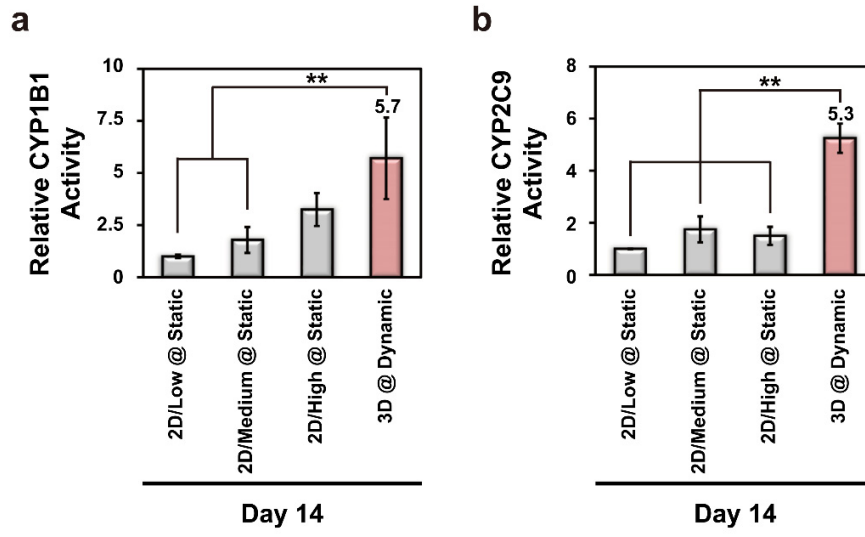 a
Relative CYP1B1
Activity
10
7.5
5
2.5
0
**
5.7
2D/Low @ Static
2D/Medium @ Static
2D/High @ Static
3D @ Dynamic
Day 14
b
Relative CYP2C9
Activity
8
6
4
2
0
**
5.3
2D/Low @ Static
2D/Medium @ Static
2D/High @ Static
3D @ Dynamic
Day 14